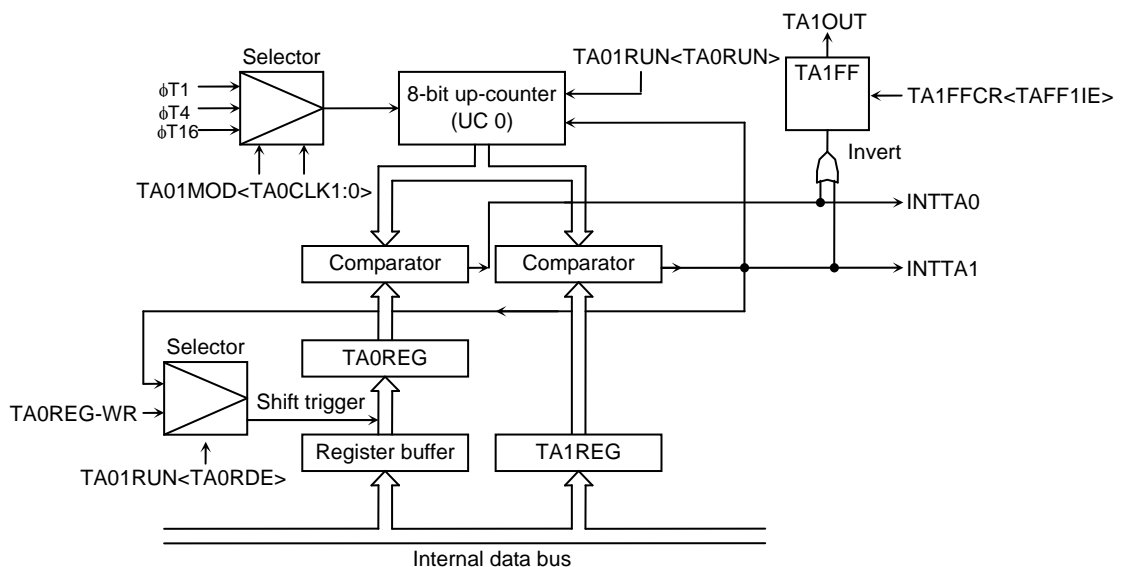 TA1OUT
Selector
TA01RUN<TA0RUN>
TA1FF
ϕT1
ϕT4
ϕT16
8-bit up-counter
(UC 0)
TA1FFCR<TAFF1IE>
Invert
TA01MOD<TA0CLK1:0>
INTTA0
Comparator
Comparator
INTTA1
Selector
TA0REG
TA0REG-WR
Shift trigger
Register buffer
TA1REG
TA01RUN<TA0RDE>
Internal data bus